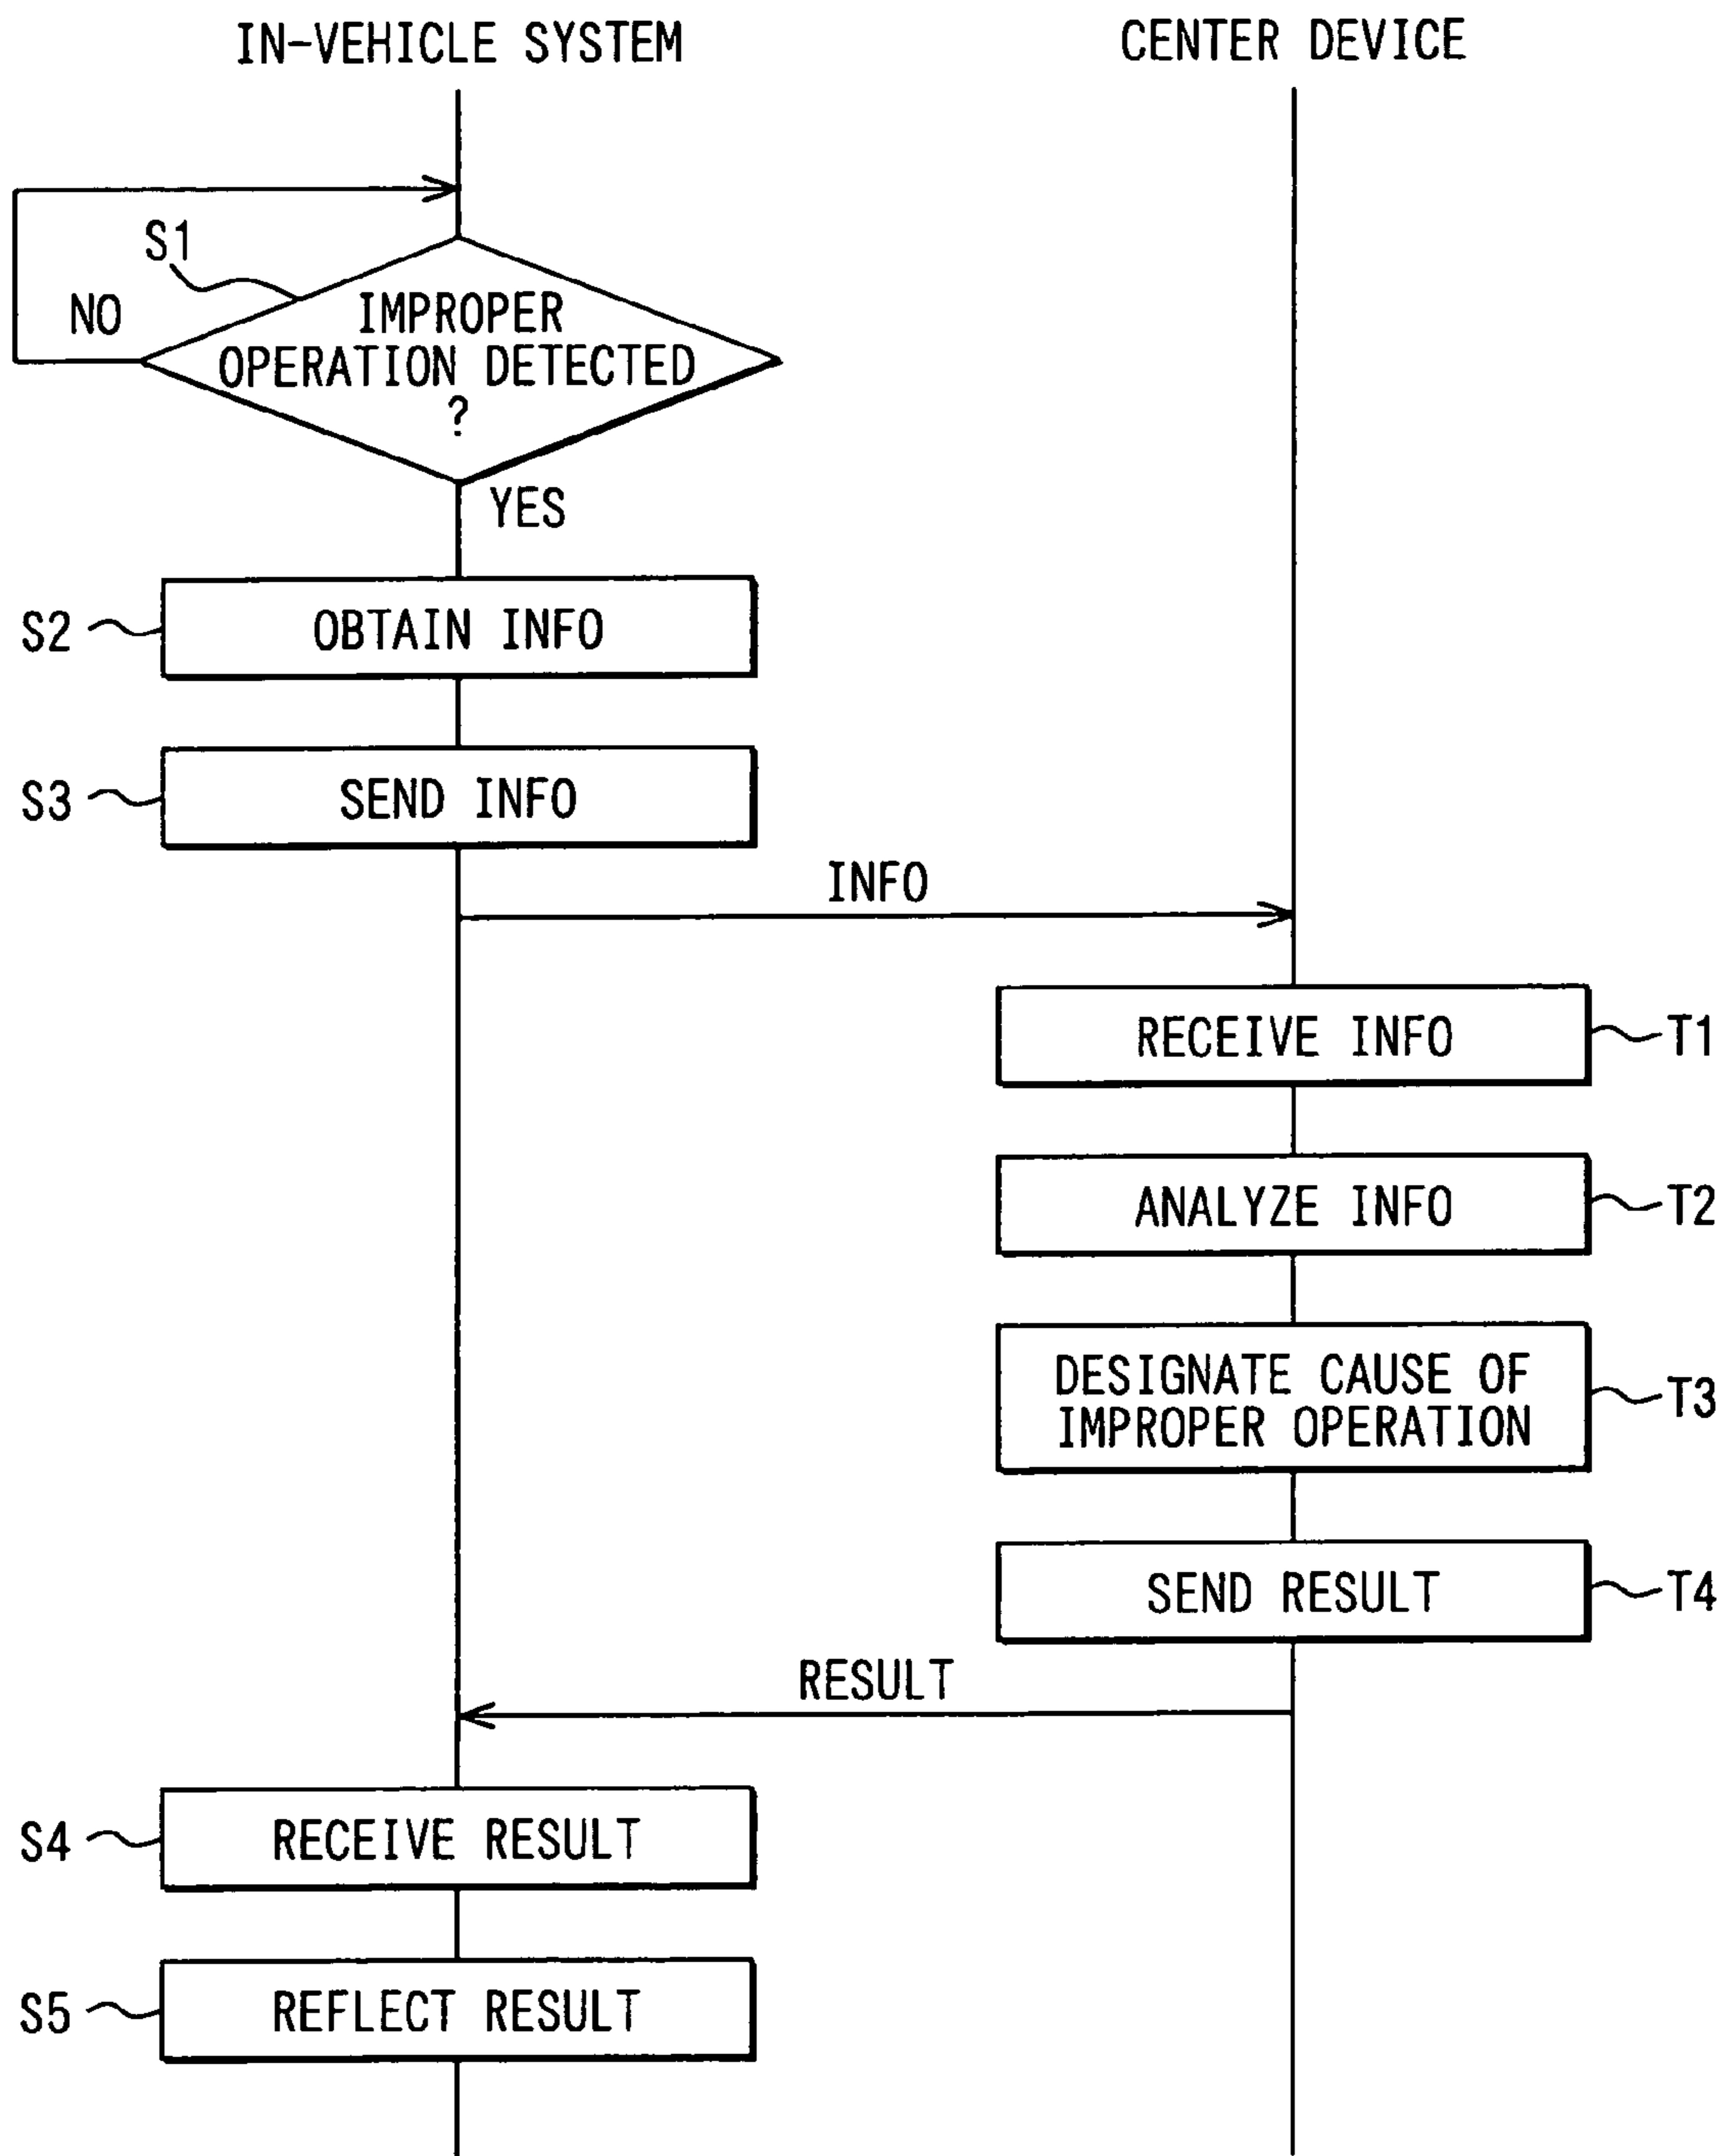 IN-VEHICLE SYSTEM
CENTER DEVICE
S1
NO
IMPROPER
OPERATION DETECTED
?
YES
S2
OBTAIN INFO
S3
SEND INFO
INFO
RECEIVE INFO
T1
ANALYZE INFO
T2
DESIGNATE CAUSE OF
IMPROPER OPERATION
T3
SEND RESULT
T4
RESULT
S4
RECEIVE RESULT
S5
REFLECT RESULT